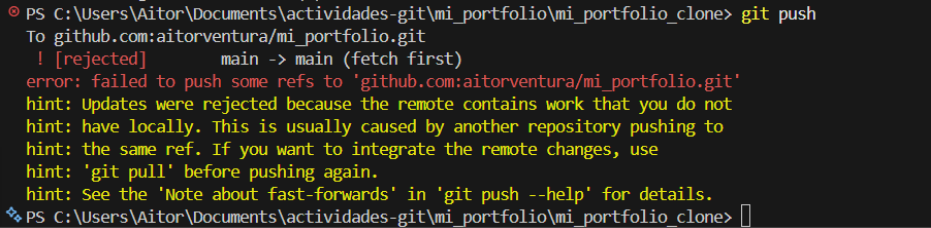 PS C:\Users\Aitor\Documents\actividades-git\mi_portfolio\mi_portfolio_clone> git push
To github.com:aitorventura/mi_portfolio.git
 ! [rejected]        main -> main (fetch first)
error: failed to push some refs to 'github.com:aitorventura/mi_portfolio.git'
hint: Updates were rejected because the remote contains work that you do not
hint: have locally. This is usually caused by another repository pushing to
hint: the same ref. If you want to integrate the remote changes, use
hint: 'git pull' before pushing again.
hint: See the 'Note about fast-forwards' in 'git push --help' for details.
PS C:\Users\Aitor\Documents\actividades-git\mi_portfolio\mi_portfolio_clone>